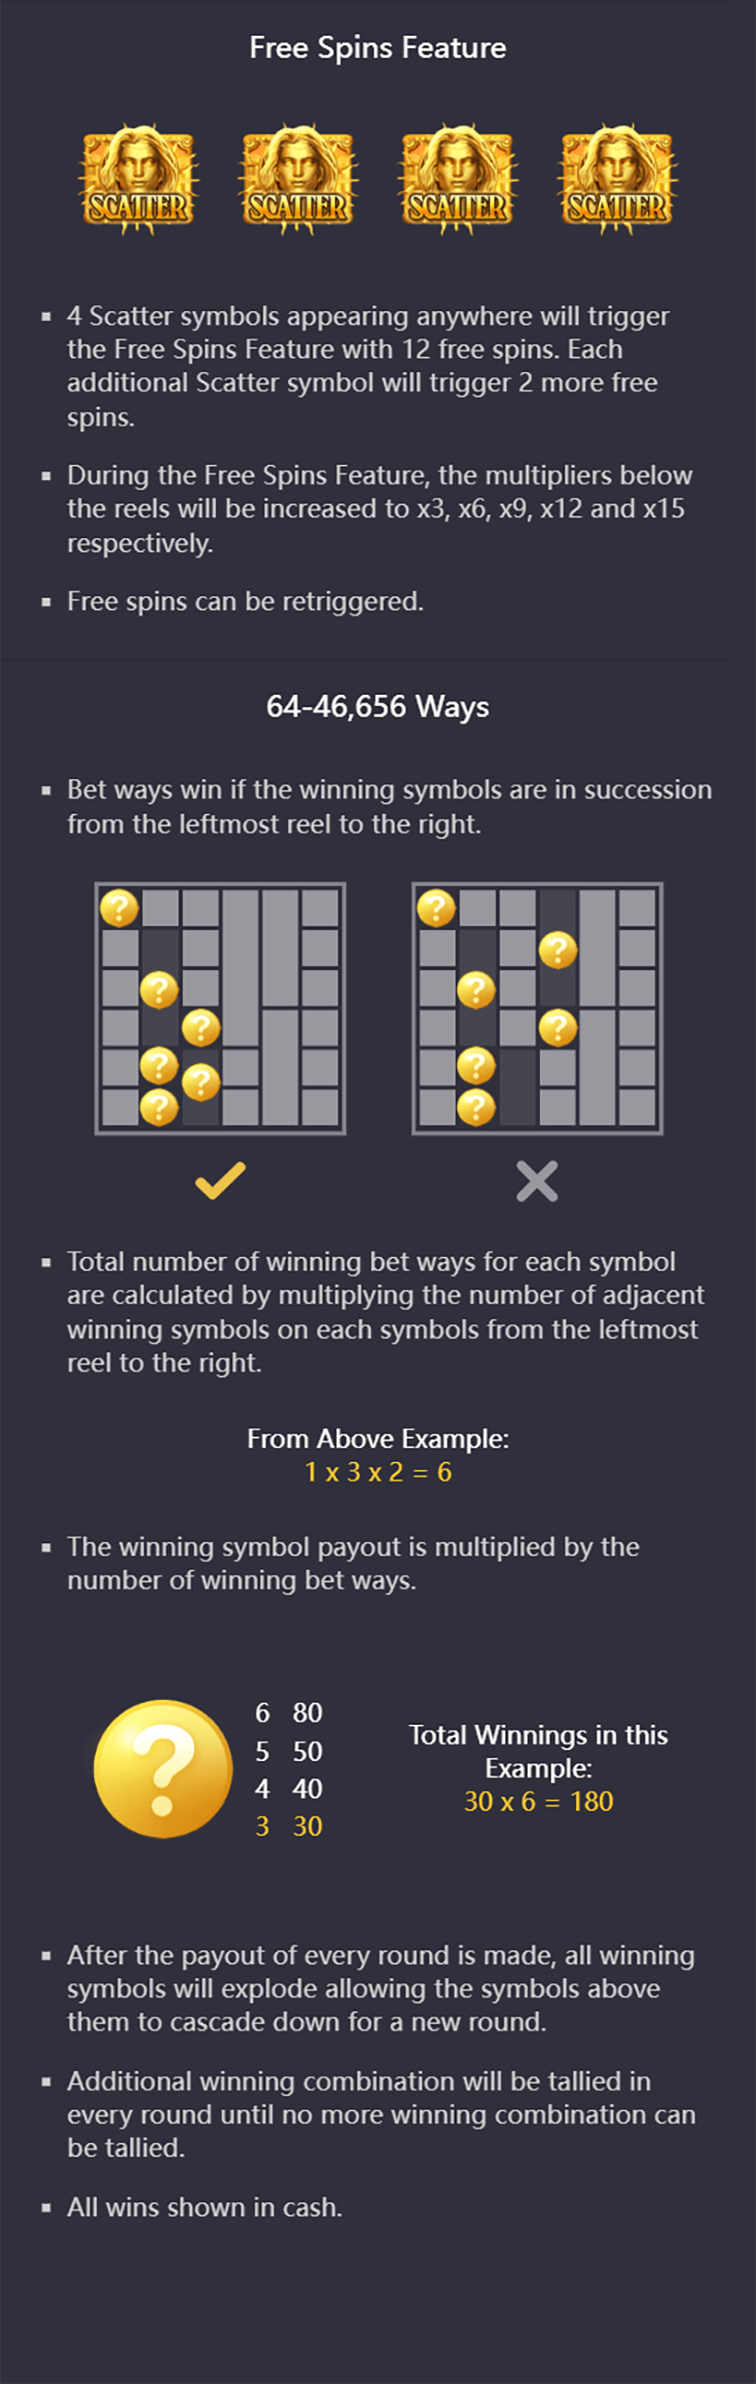 Free Spins Feature
SCATTER SCATTER SCATTER SCATTER
▪ 4 Scatter symbols appearing anywhere will trigger
the Free Spins Feature with 12 free spins. Each
additional Scatter symbol will trigger 2 more free
spins.
▪ During the Free Spins Feature, the multipliers below
the reels will be increased to x3, x6, x9, x12 and x15
respectively.
▪ Free spins can be retriggered.
64-46,656 Ways
▪ Bet ways win if the winning symbols are in succession
from the leftmost reel to the right.
? ?
?
? ?
? ?
? ?
?
? ?
▪ Total number of winning bet ways for each symbol
are calculated by multiplying the number of adjacent
winning symbols on each symbols from the leftmost
reel to the right.
From Above Example:
1 x 3 x 2 = 6
▪ The winning symbol payout is multiplied by the
number of winning bet ways.
?
6 80
5 50
4 40
3 30
Total Winnings in this
Example:
30 x 6 = 180
▪ After the payout of every round is made, all winning
symbols will explode allowing the symbols above
them to cascade down for a new round.
▪ Additional winning combination will be tallied in
every round until no more winning combination can
be tallied.
▪ All wins shown in cash.